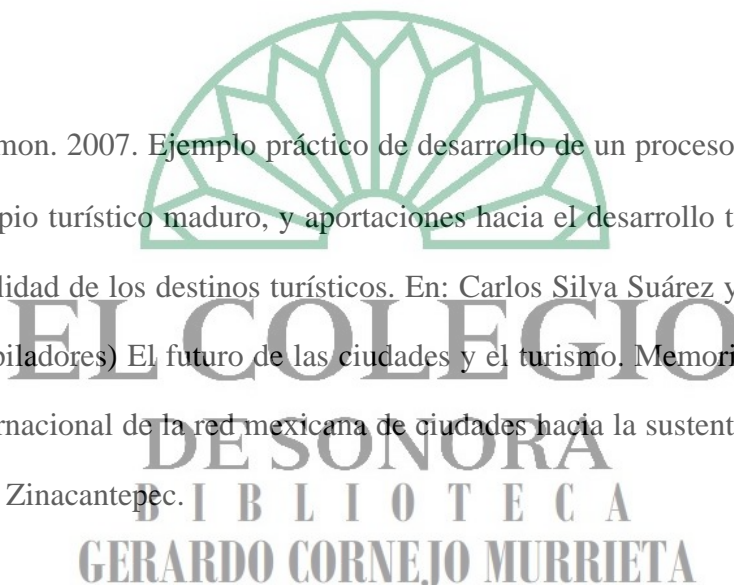 mon. 2007. Ejemplo práctico de desarrollo de un proceso
pio turístico maduro, y aportaciones hacia el desarrollo t
lidad de los destinos turísticos. En: Carlos Silva Suárez y
EL COLEGIO
piladores) El futuro de las ciudades y el turismo. Memori
rnacional de la red mexicana de ciudades hacia la sustent
DE SONORA
Zinacantepec.
BIBLIOTECA
GERARDO CORNEJO MURRIETA